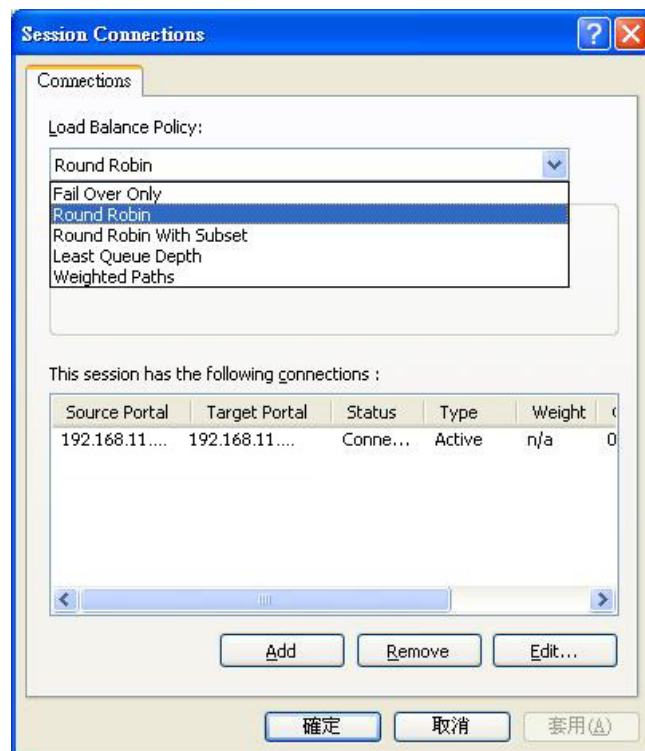 Session Connections
Connections
Load Balance Policy:
Round Robin
Fail Over Only
Round Robin
Round Robin With Subset
Least Queue Depth
Weighted Paths
This session has the following connections :
Source Portal Target Portal Status Type Weight
192.168.11.... 192.168.11.... Conne... Active n/a 0
Add Remove Edit...
確定 取消 套用(A)